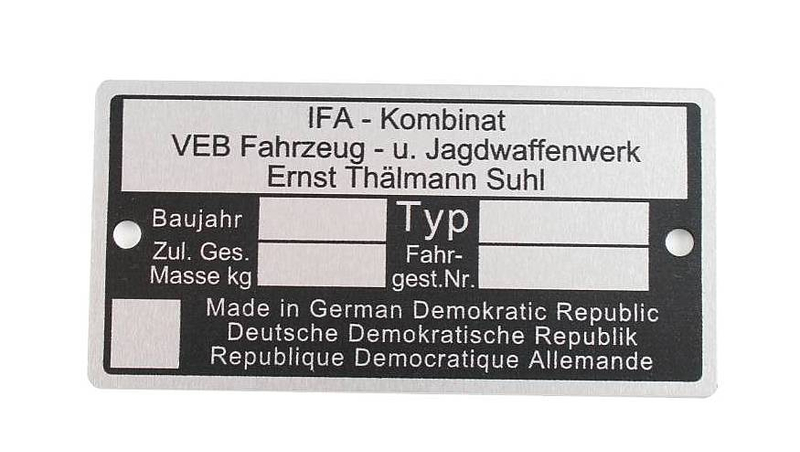 IFA - Kombinat
VEB Fahrzeug - u. Jagdwaffenwerk
Ernst Thälmann Suhl
Baujahr
Typ
Zul. Ges.
Masse kg
Fahr-
gest.Nr.
Made in German Demokratic Republic
Deutsche Demokratische Republik
Republique Democratique Allemande